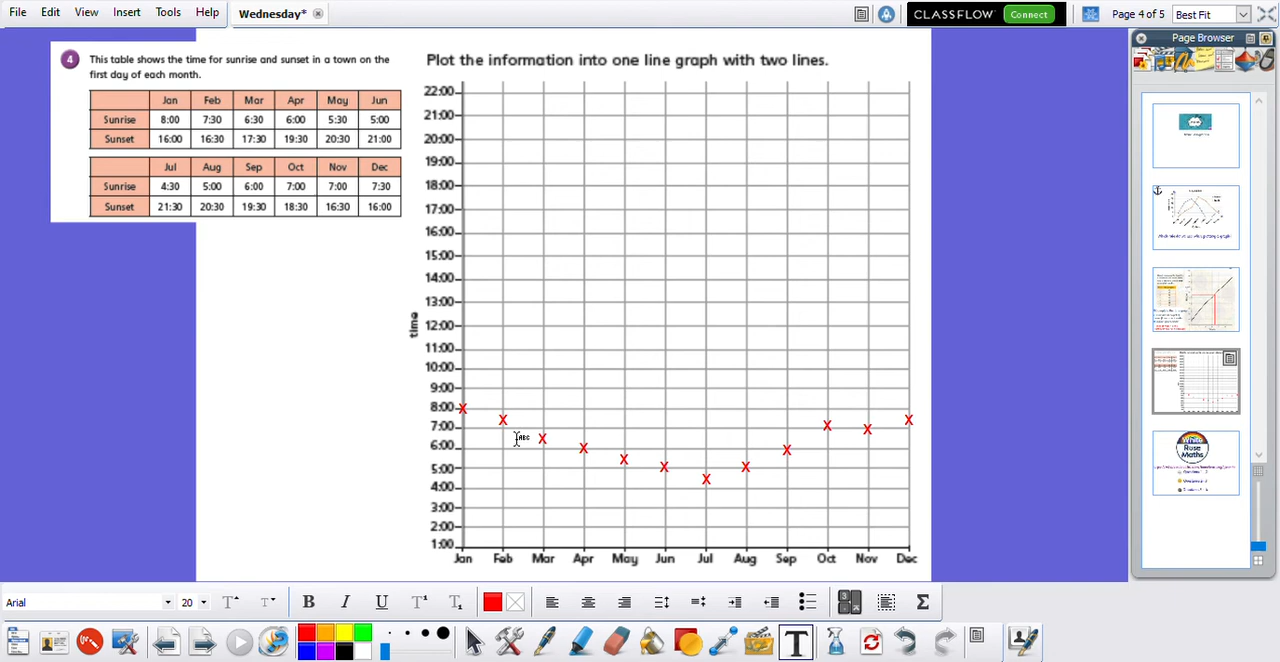 File Edit View Insert Tools Help Wednesday*
CLASSFLOW Connect Page 4 of 5 Best Fit
Page Browser
4 This table shows the time for sunrise and sunset in a town on the
first day of each month.
Jan Feb Mar Apr May Jun
Sunrise 8:00 7:30 6:30 6:00 5:30 5:00
Sunset 16:00 16:30 17:30 19:30 20:30 21:00
Jul Aug Sep Oct Nov Dec
Sunrise 4:30 5:00 6:00 7:00 7:00 7:30
Sunset 21:30 20:30 19:30 18:30 16:30 16:00
Plot the information into one line graph with two lines.
22:00
21:00
20:00
19:00
18:00
17:00
16:00
15:00
14:00
13:00
12:00
11:00
10:00
9:00
8:00
7:00
6:00
5:00
4:00
3:00
2:00
1:00
time
X X X X X X X X X X X X
ABC
Jan Feb Mar Apr May Jun Jul Aug Sep Oct Nov Dec
White
Rose
Maths
Arial 20 T T B I U T¹ T₁ Σ
T